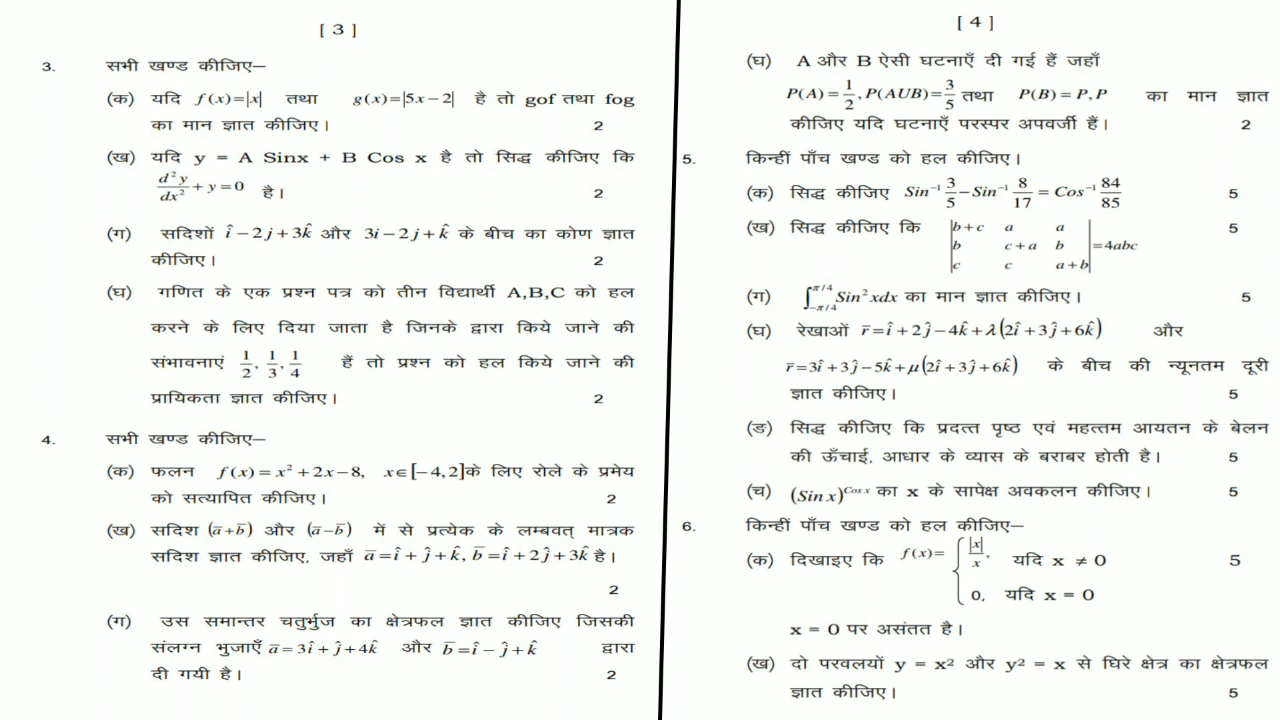 [ 3 ]
3. सभी खण्ड कीजिए–
(क) यदि f(x)=|x| तथा g(x)=|5x−2| है तो gof तथा fog
का मान ज्ञात कीजिए। 2
(ख) यदि y = A Sinx + B Cos x है तो सिद्ध कीजिए कि
d²y/dx² + y = 0 है। 2
(ग) सदिशों î−2j+3k̂ और 3i−2j+k̂ के बीच का कोण ज्ञात
कीजिए। 2
(घ) गणित के एक प्रश्न पत्र को तीन विद्यार्थी A,B,C को हल
करने के लिए दिया जाता है जिनके द्वारा किये जाने की
संभावनाएं 1/2, 1/3, 1/4 हैं तो प्रश्न को हल किये जाने की
प्रायिकता ज्ञात कीजिए। 2
4. सभी खण्ड कीजिए–
(क) फलन f(x)=x²+2x−8, x∈[−4,2]के लिए रोले के प्रमेय
को सत्यापित कीजिए। 2
(ख) सदिश (a̅+b̅) और (a̅−b̅) में से प्रत्येक के लम्बवत् मात्रक
सदिश ज्ञात कीजिए, जहाँ a̅=î+ĵ+k̂, b̅=î+2ĵ+3k̂ है।
2
(ग) उस समान्तर चतुर्भुज का क्षेत्रफल ज्ञात कीजिए जिसकी
संलग्न भुजाएँ a̅=3î+ĵ+4k̂ और b̅=î−ĵ+k̂ द्वारा
दी गयी है। 2
[ 4 ]
(घ) A और B ऐसी घटनाएँ दी गई हैं जहाँ
P(A)=1/2, P(AUB)=3/5 तथा P(B)=P,P का मान ज्ञात
कीजिए यदि घटनाएँ परस्पर अपवर्जी हैं। 2
5. किन्हीं पाँच खण्ड को हल कीजिए।
(क) सिद्ध कीजिए Sin⁻¹ 3/5 − Sin⁻¹ 8/17 = Cos⁻¹ 84/85 5
(ख) सिद्ध कीजिए कि |b+c a a| 5
|b c+a b| =4abc
|c c a+b|
(ग) ∫_{−π/4}^{π/4} Sin²xdx का मान ज्ञात कीजिए। 5
(घ) रेखाओं r̅=î+2ĵ−4k̂+λ(2î+3ĵ+6k̂) और
r̅=3î+3ĵ−5k̂+μ(2î+3ĵ+6k̂) के बीच की न्यूनतम दूरी
ज्ञात कीजिए। 5
(ङ) सिद्ध कीजिए कि प्रदत्त पृष्ठ एवं महत्तम आयतन के बेलन
की ऊँचाई, आधार के व्यास के बराबर होती है। 5
(च) (Sin x)^{Cos x} का x के सापेक्ष अवकलन कीजिए। 5
6. किन्हीं पाँच खण्ड को हल कीजिए–
(क) दिखाइए कि f(x)= { |x|/x, यदि x ≠ 0 5
0, यदि x = 0
x = 0 पर असंतत है।
(ख) दो परवलयों y = x² और y² = x से घिरे क्षेत्र का क्षेत्रफल
ज्ञात कीजिए। 5